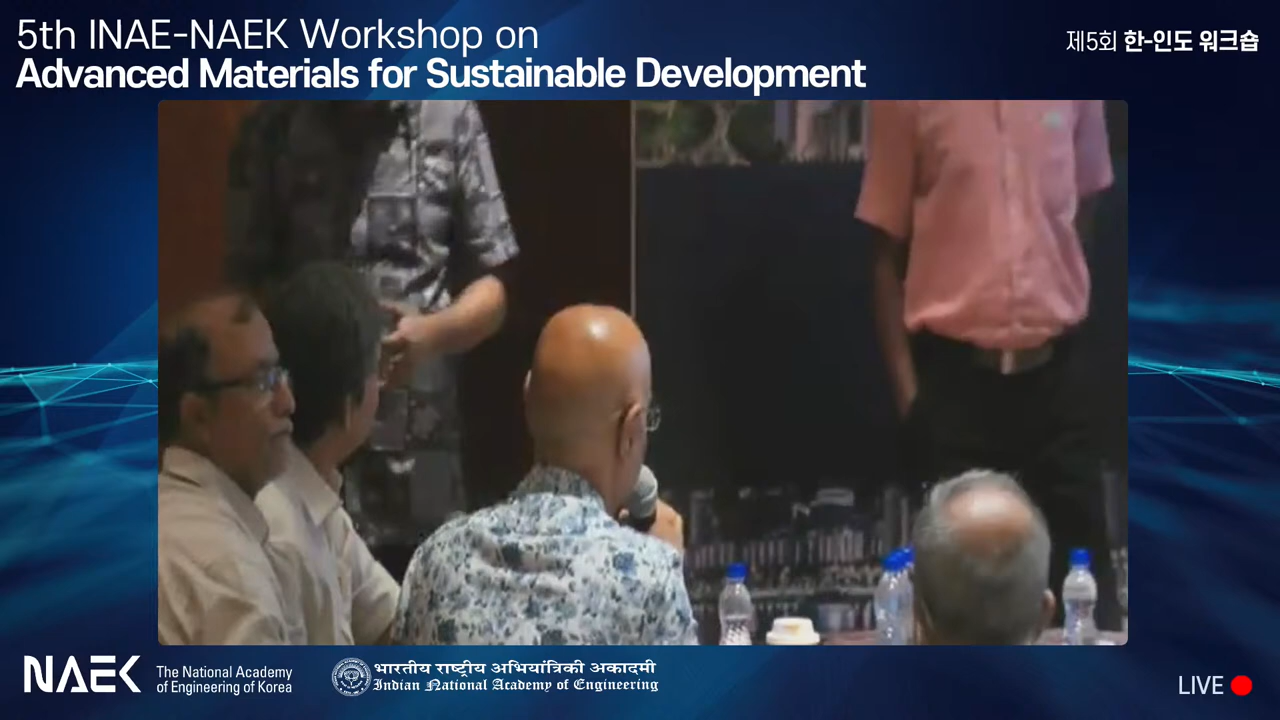 5th INAE-NAEK Workshop on
Advanced Materials for Sustainable Development
제5회 한-인도 워크숍
NAEK
The National Academy
of Engineering of Korea
भारतीय राष्ट्रीय अभियांत्रिकी अकादमी
Indian National Academy of Engineering
LIVE